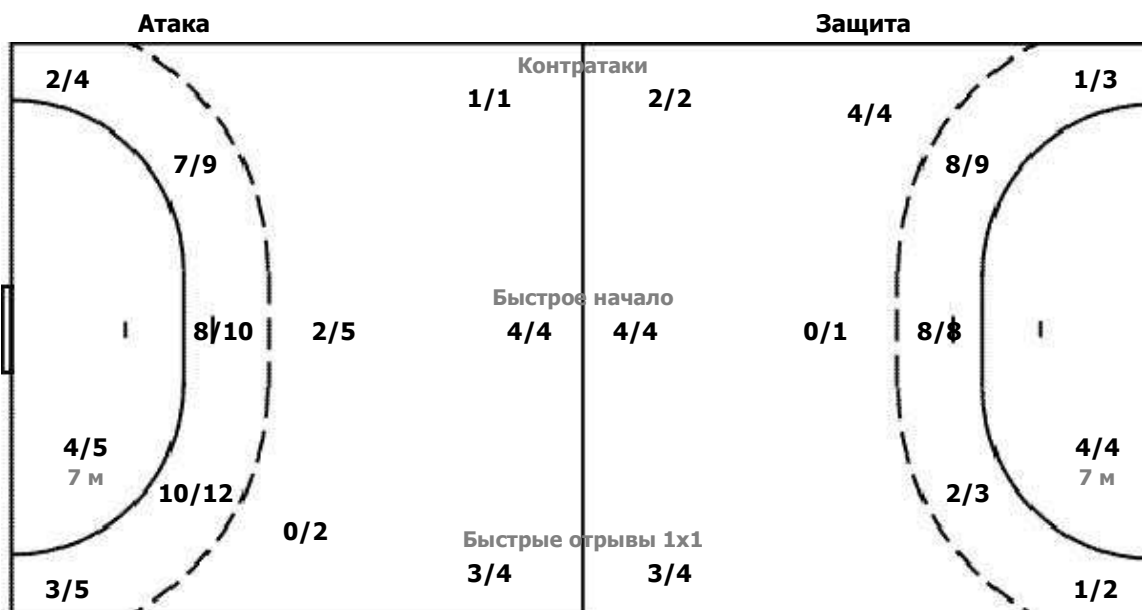 Атака Защита
Контратаки
2/4 1/1 2/2 4/4 1/3
7/9 8/9
Быстрое начало
8/10 2/5 4/4 4/4 0/1 8/8
4/5 4/4
7 м 7 м
10/12 2/3
0/2
Быстрые отрывы 1х1
3/5 3/4 3/4 1/2